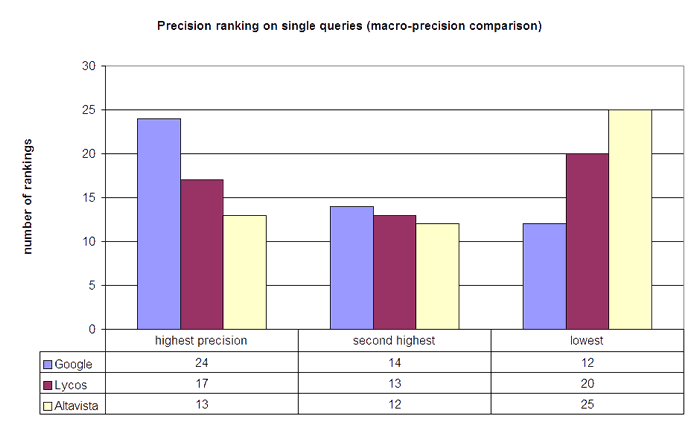 Precision ranking on single queries (macro-precision comparison)
number of rankings
30
25
20
15
10
5
0
highest precision second highest lowest
Google 24 14 12
Lycos 17 13 20
Altavista 13 12 25